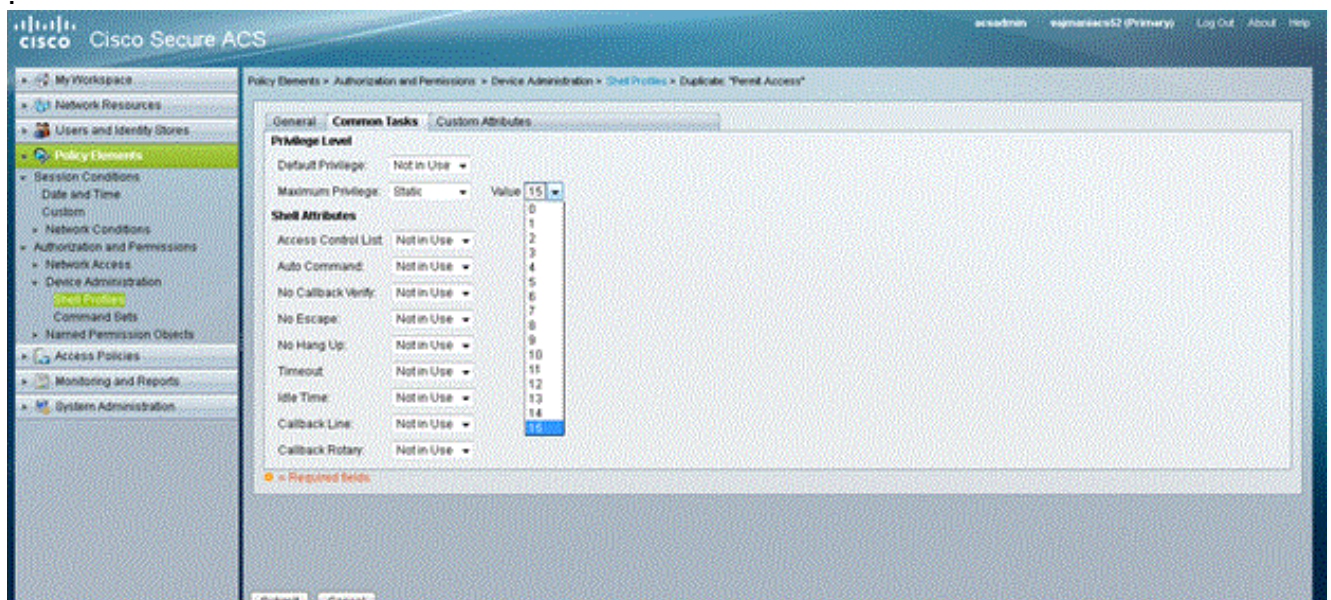 .
CISCO Cisco Secure ACS
acsadmin (Primary) Log Out About Help
My Workspace
Network Resources
Users and Identity Stores
Policy Elements
Session Conditions
Date and Time
Custom
Network Conditions
Authorization and Permissions
Network Access
Device Administration
Shell Profiles
Command Sets
Named Permission Objects
Access Policies
Monitoring and Reports
System Administration
Policy Elements > Authorization and Permissions > Device Administration > Shell Profiles > Duplicate: "Permit Access"
General Common Tasks Custom Attributes
Privilege Level
Default Privilege: Not in Use
Maximum Privilege: Static Value 15
0
1
2
3
4
5
6
7
8
9
10
11
12
13
14
15
Shell Attributes
Access Control List: Not in Use
Auto Command: Not in Use
No Callback Verify: Not in Use
No Escape: Not in Use
No Hang Up: Not in Use
Timeout: Not in Use
Idle Time: Not in Use
Callback Line: Not in Use
Callback Rotary: Not in Use
= Required fields
Submit Cancel